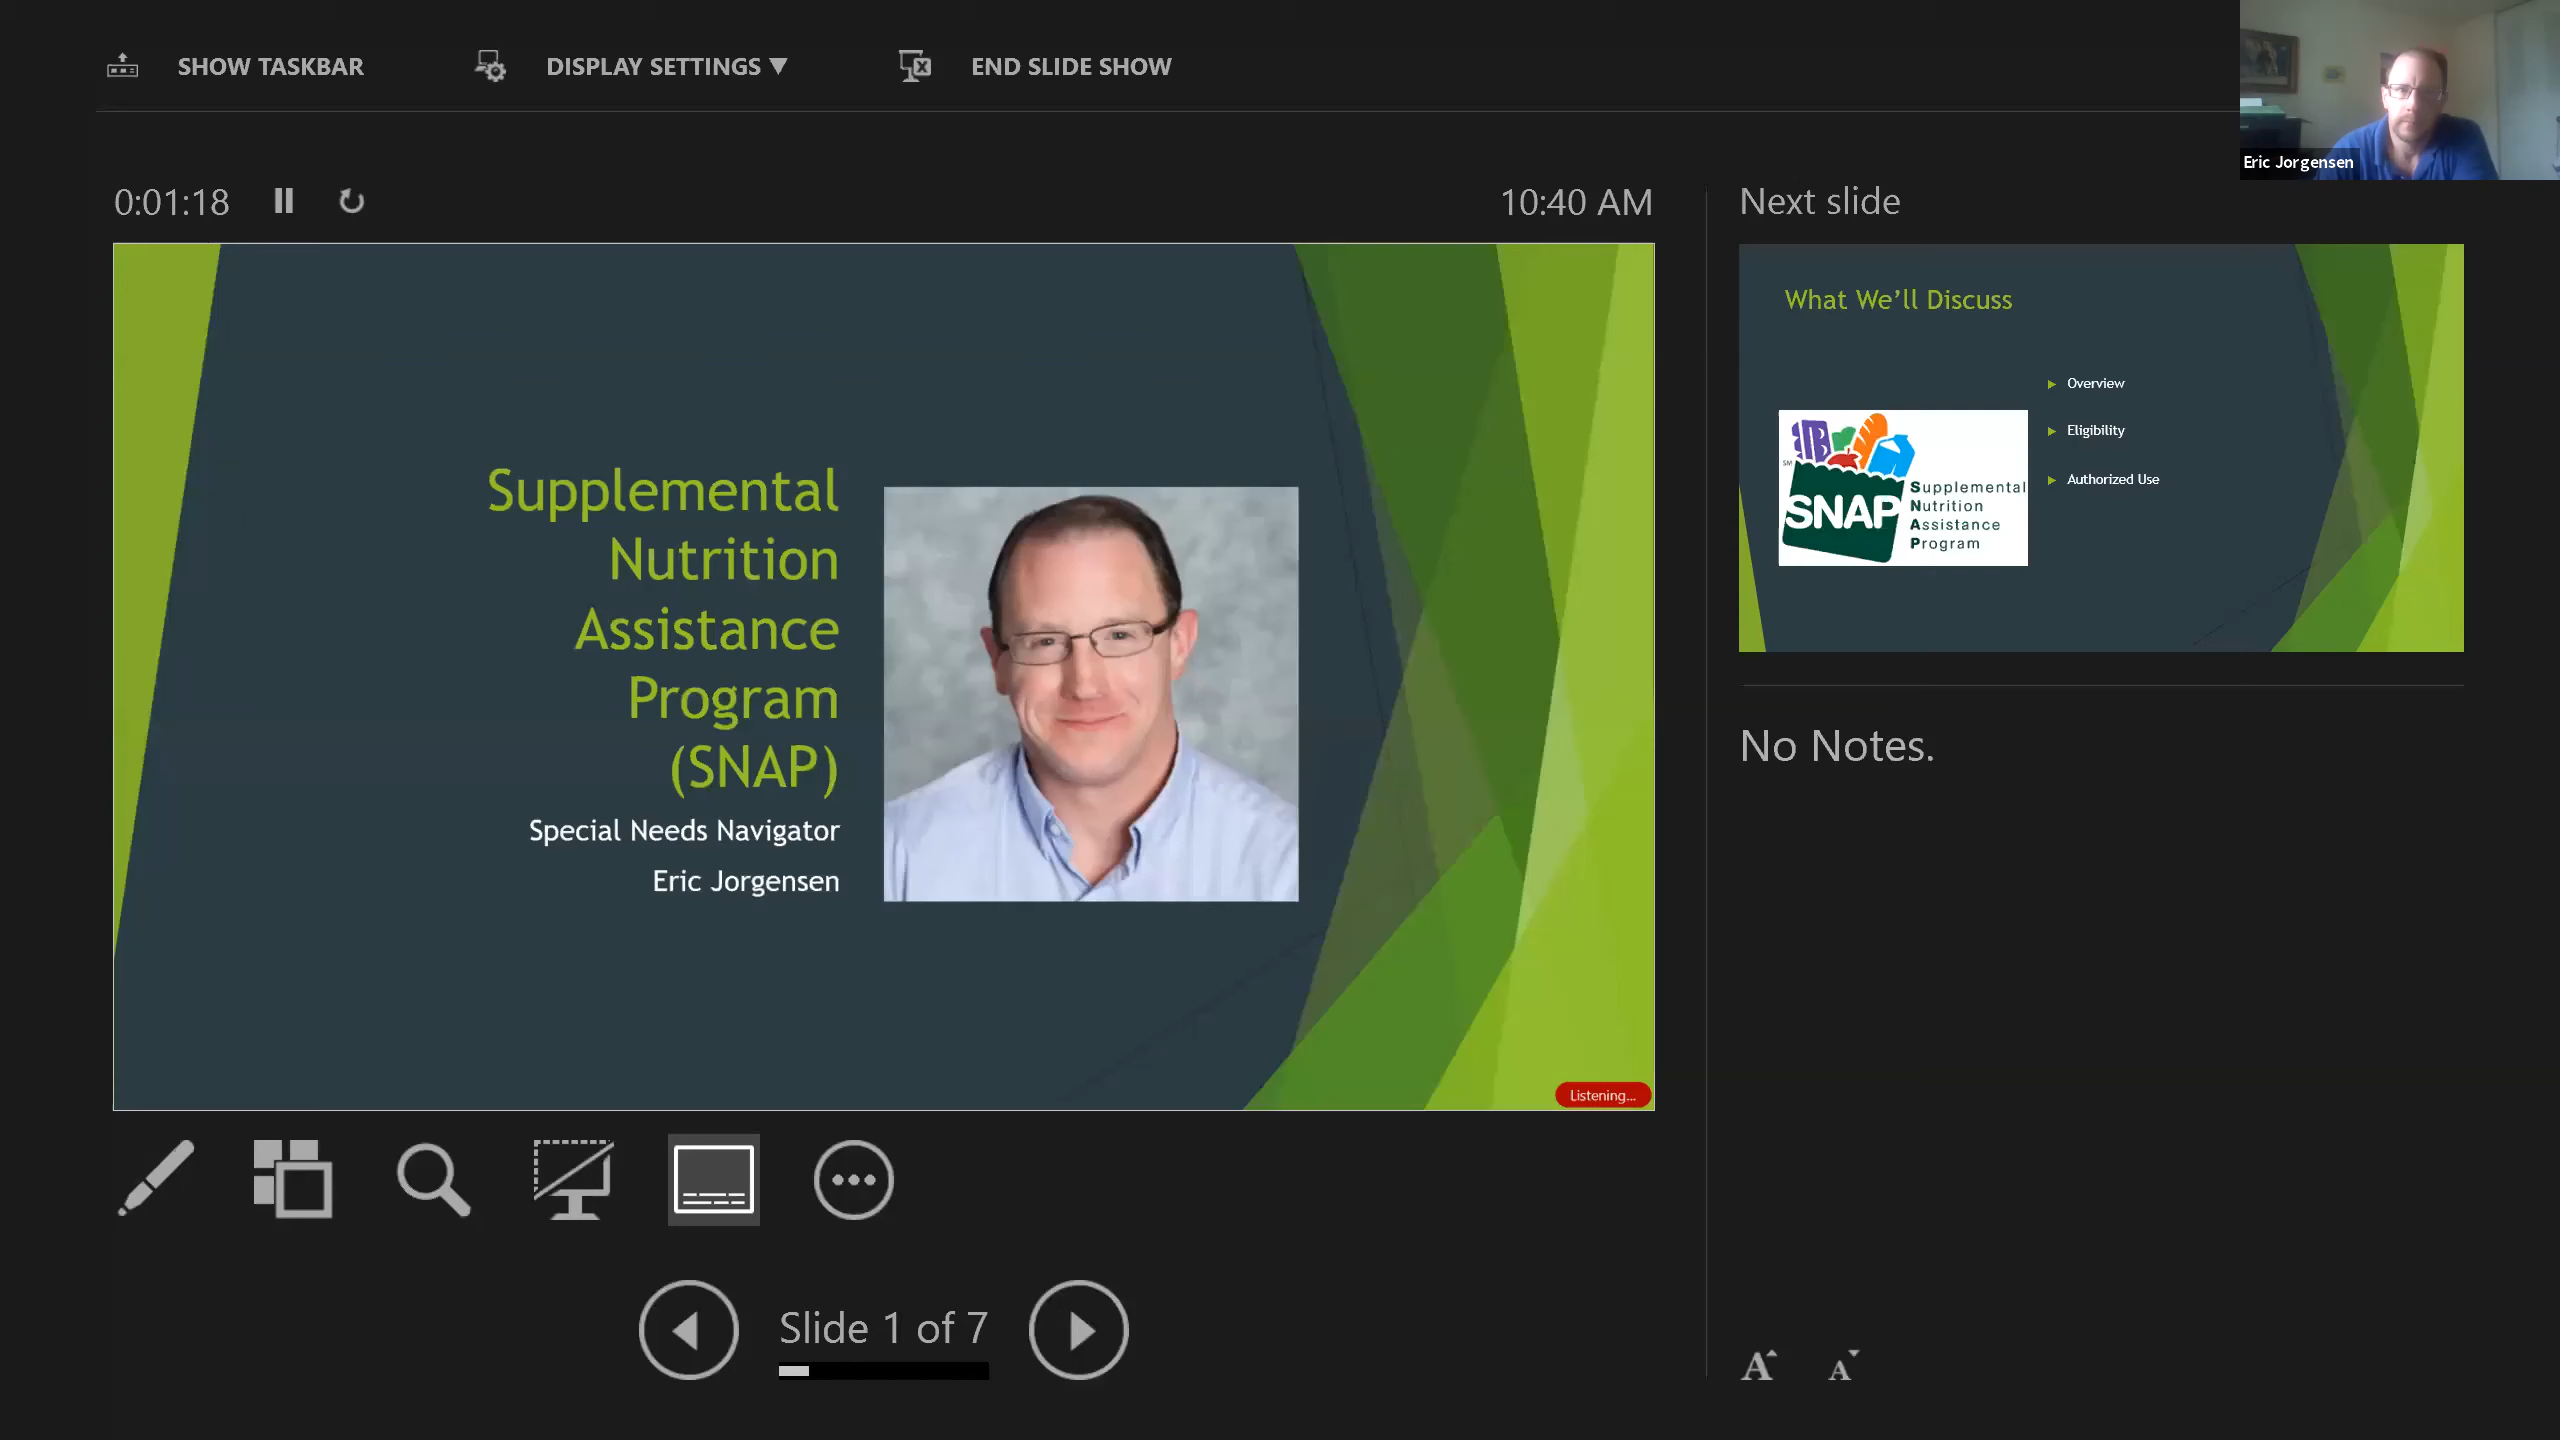 SHOW TASKBAR
DISPLAY SETTINGS ▼
END SLIDE SHOW
Eric Jorgensen
0:01:18
10:40 AM
Supplemental
Nutrition
Assistance
Program
(SNAP)
Special Needs Navigator
Eric Jorgensen
Listening...
Slide 1 of 7
Next slide
What We’ll Discuss
Overview
Eligibility
Authorized Use
SM
SNAP
Supplemental
Nutrition
Assistance
Program
No Notes.
A
A